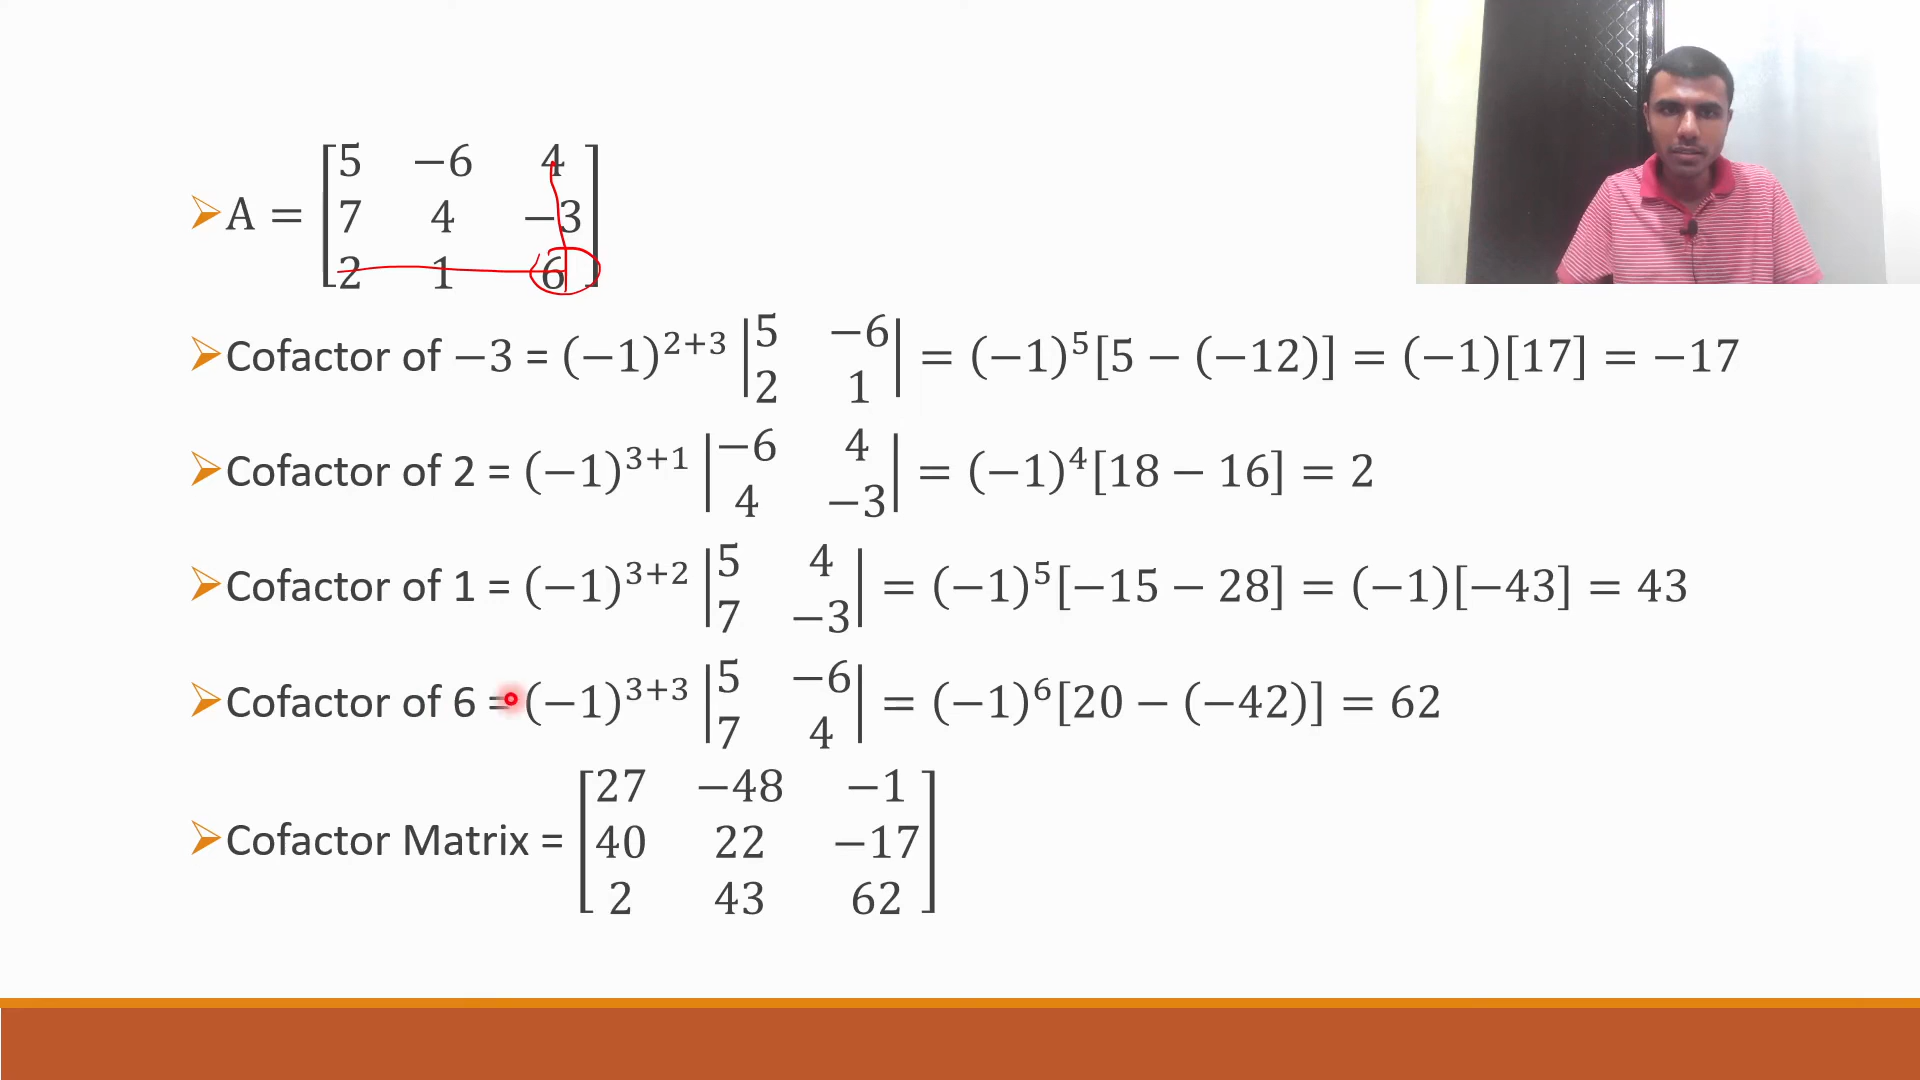 A = [5 −6 4
7 4 −3
2 1 6]
Cofactor of −3 = (−1)^{2+3} |5 −6; 2 1| = (−1)^5[5 − (−12)] = (−1)[17] = −17
Cofactor of 2 = (−1)^{3+1} |−6 4; 4 −3| = (−1)^4[18 − 16] = 2
Cofactor of 1 = (−1)^{3+2} |5 4; 7 −3| = (−1)^5[−15 − 28] = (−1)[−43] = 43
Cofactor of 6 = (−1)^{3+3} |5 −6; 7 4| = (−1)^6[20 − (−42)] = 62
Cofactor Matrix = [27 −48 −1
40 22 −17
2 43 62]